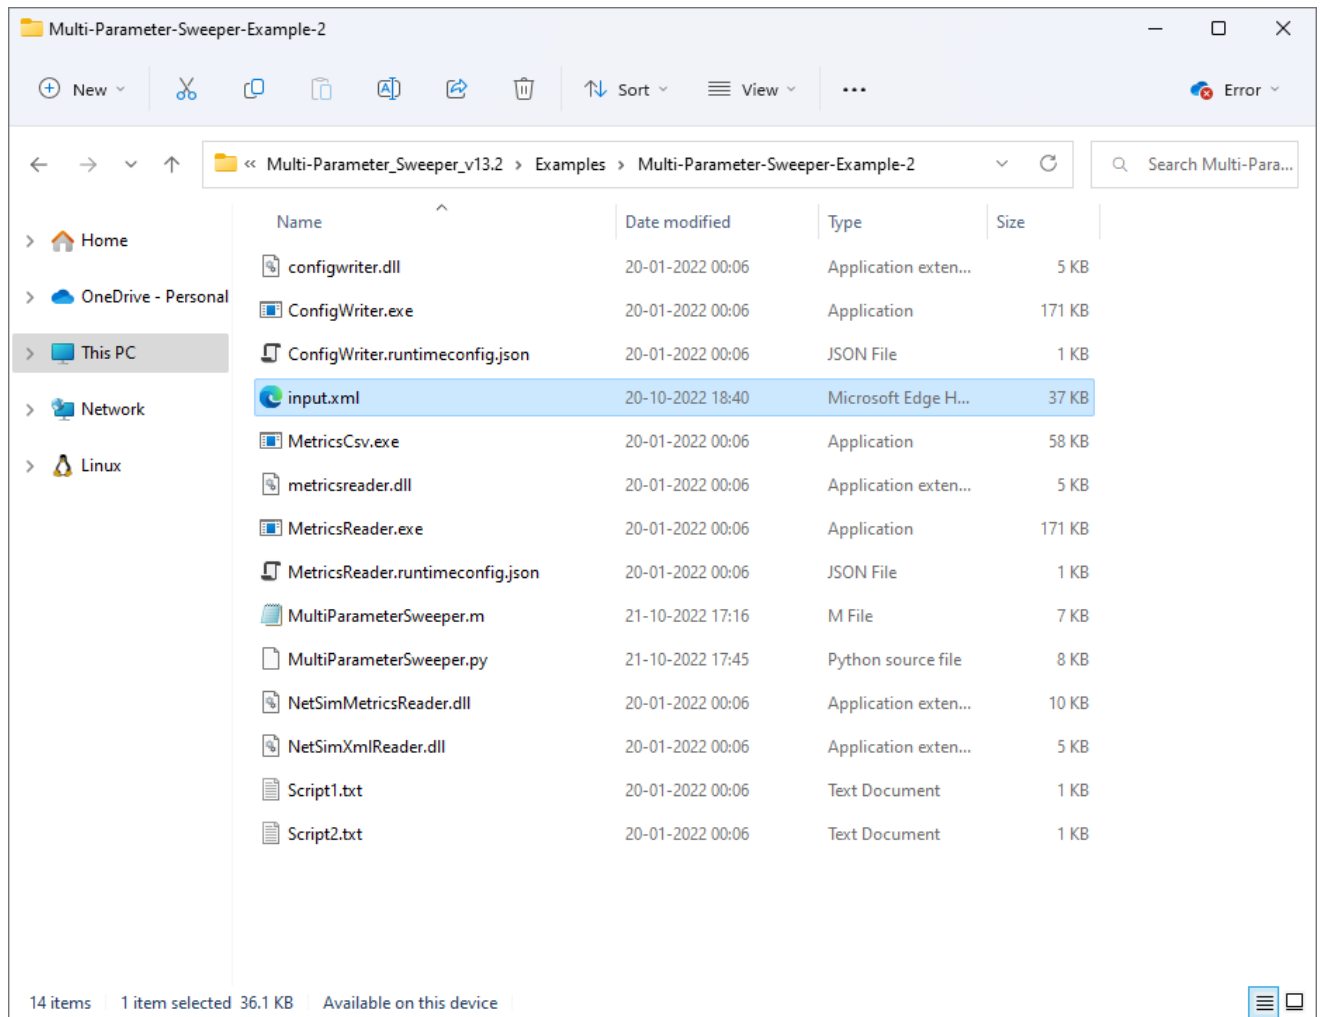 Multi-Parameter-Sweeper-Example-2
New Sort View ... Error
« Multi-Parameter_Sweeper_v13.2 > Examples > Multi-Parameter-Sweeper-Example-2 Search Multi-Para...
Home
OneDrive - Personal
This PC
Network
Linux
Name Date modified Type Size
configwriter.dll 20-01-2022 00:06 Application exten... 5 KB
ConfigWriter.exe 20-01-2022 00:06 Application 171 KB
ConfigWriter.runtimeconfig.json 20-01-2022 00:06 JSON File 1 KB
input.xml 20-10-2022 18:40 Microsoft Edge H... 37 KB
MetricsCsv.exe 20-01-2022 00:06 Application 58 KB
metricsreader.dll 20-01-2022 00:06 Application exten... 5 KB
MetricsReader.exe 20-01-2022 00:06 Application 171 KB
MetricsReader.runtimeconfig.json 20-01-2022 00:06 JSON File 1 KB
MultiParameterSweeper.m 21-10-2022 17:16 M File 7 KB
MultiParameterSweeper.py 21-10-2022 17:45 Python source file 8 KB
NetSimMetricsReader.dll 20-01-2022 00:06 Application exten... 10 KB
NetSimXmlReader.dll 20-01-2022 00:06 Application exten... 5 KB
Script1.txt 20-01-2022 00:06 Text Document 1 KB
Script2.txt 20-01-2022 00:06 Text Document 1 KB
14 items 1 item selected 36.1 KB Available on this device